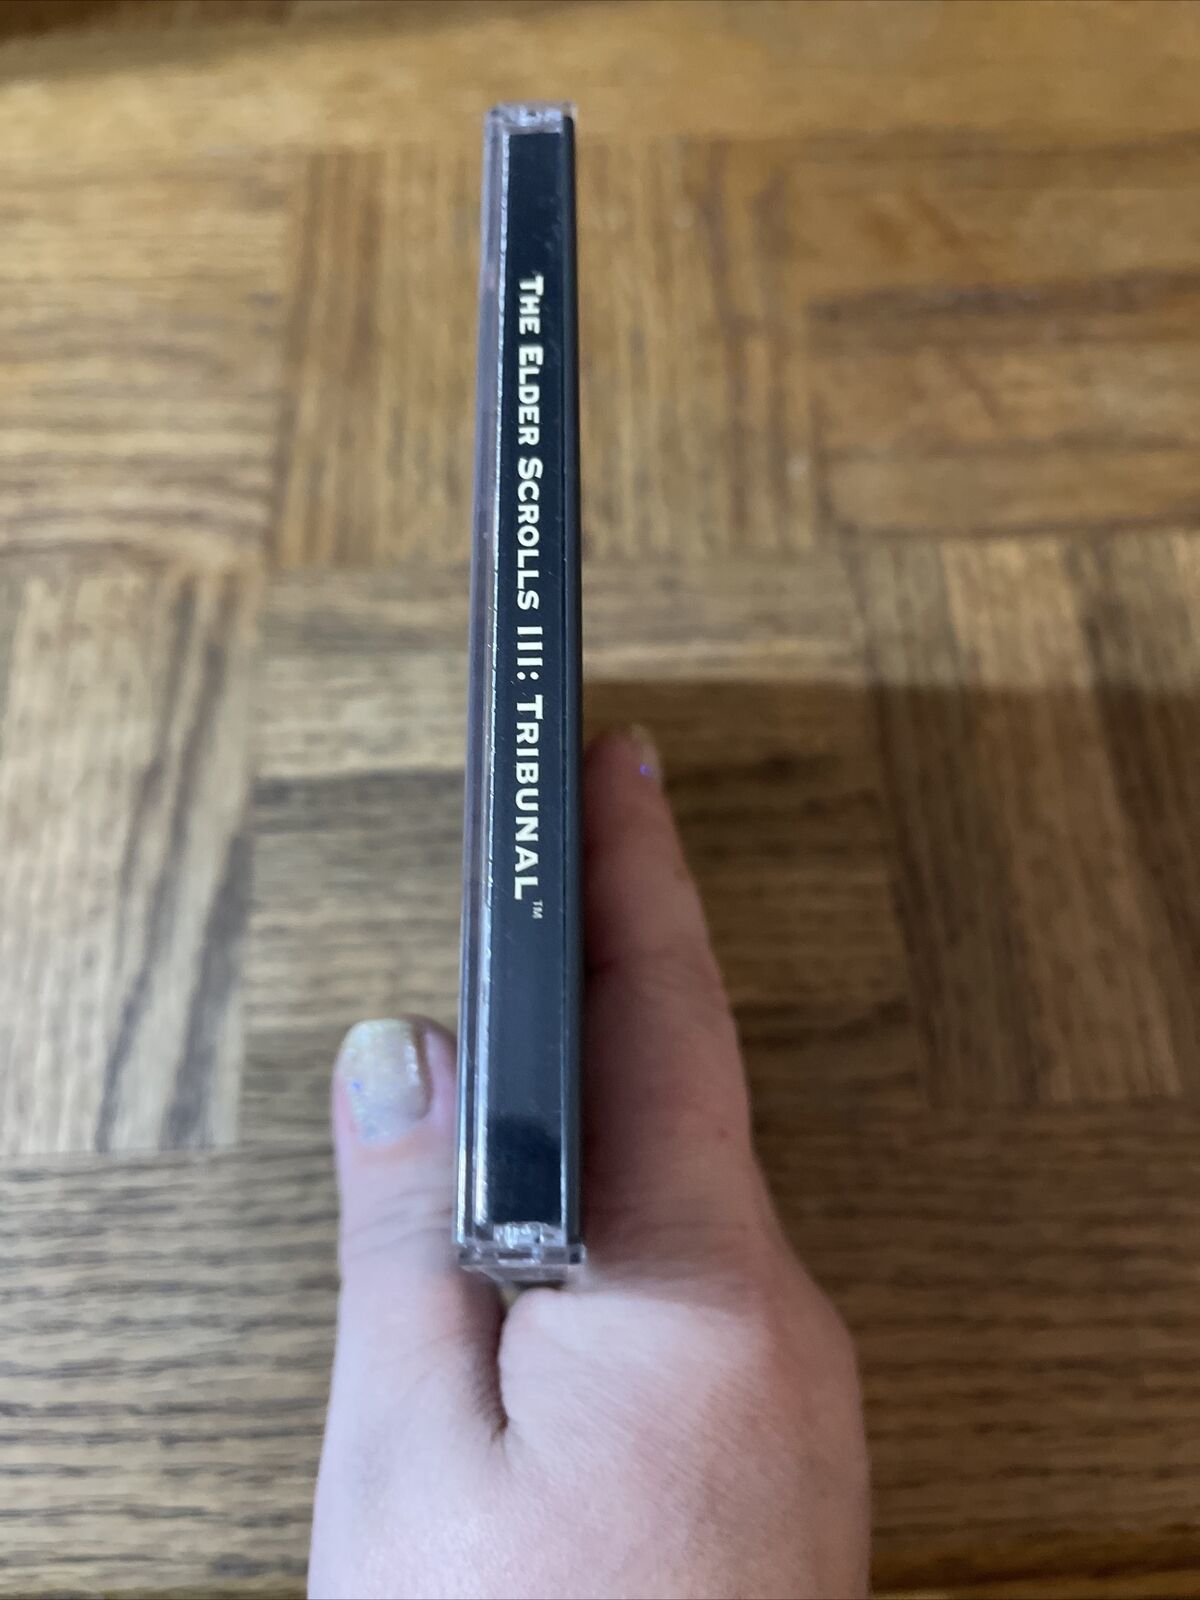 The Elder Scrolls III: Tribunal™